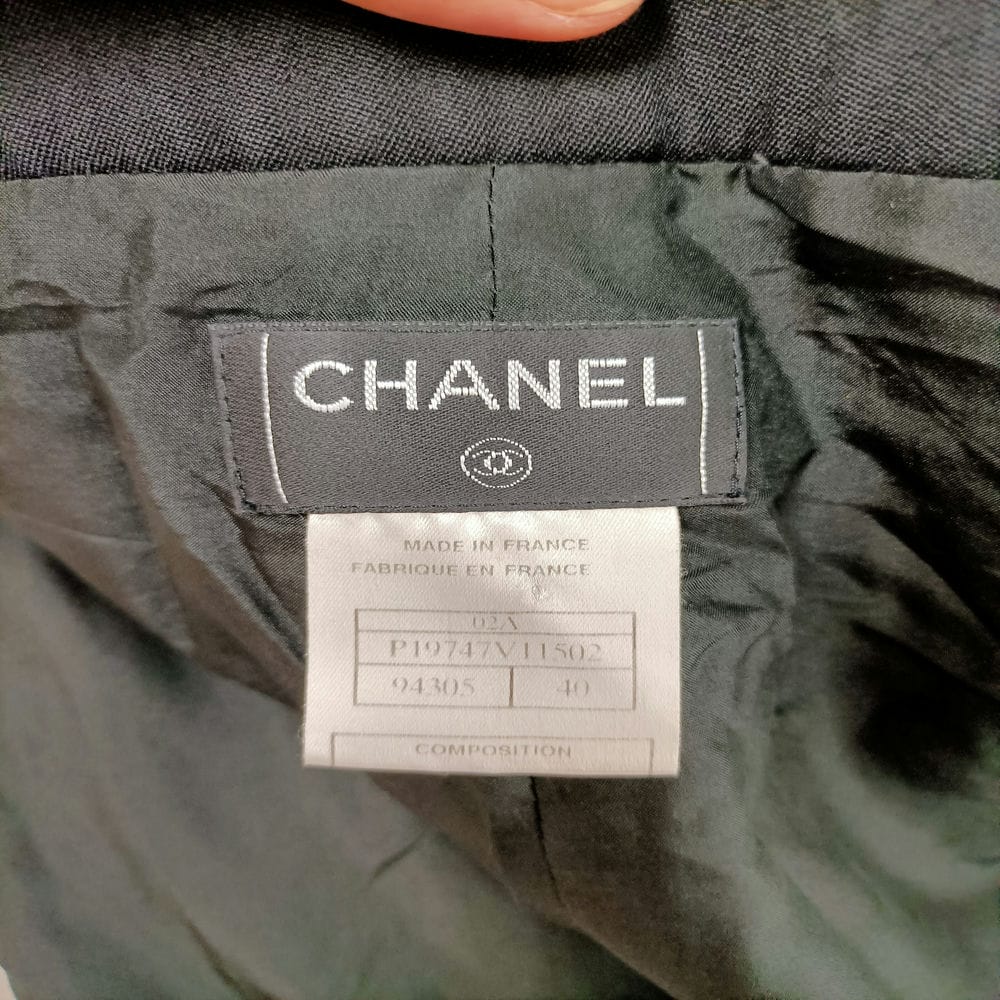 CHANEL
MADE IN FRANCE
FABRIQUE EN FRANCE
02A
P19747V11502
94305 40
COMPOSITION